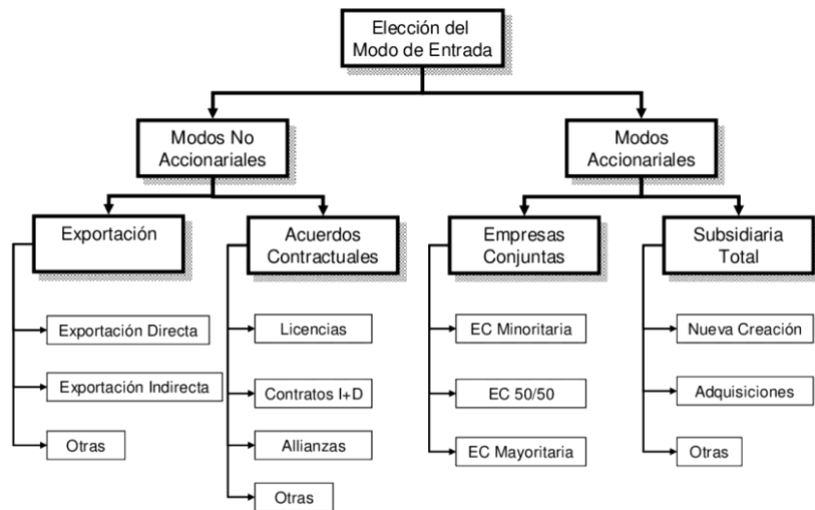 Elección del
Modo de Entrada
Modos No
Accionariales
Modos
Accionariales
Exportación
Acuerdos
Contractuales
Empresas
Conjuntas
Subsidiaria
Total
Exportación Directa
Licencias
EC Minoritaria
Nueva Creación
Exportación Indirecta
Contratos I+D
EC 50/50
Adquisiciones
Otras
Allianzas
EC Mayoritaria
Otras
Otras